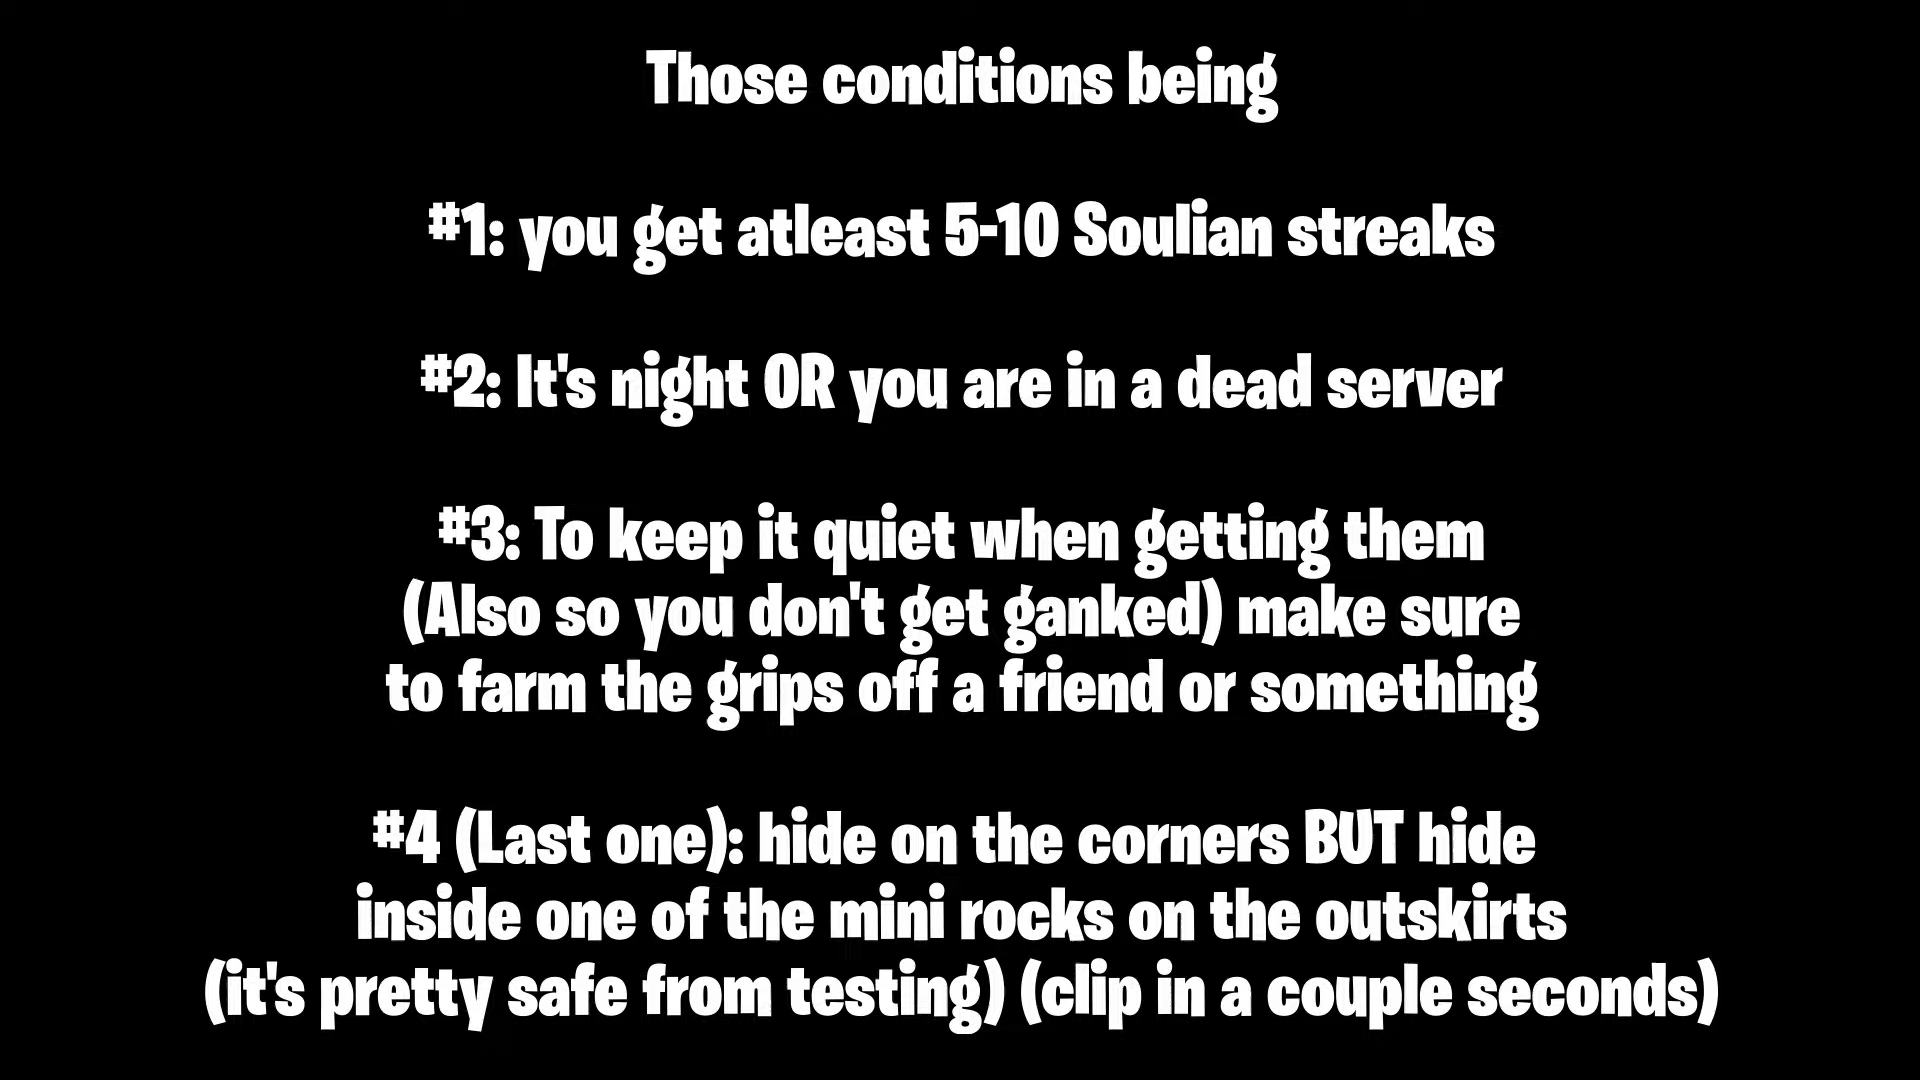 Those conditions being
#1: you get atleast 5-10 Soulian streaks
#2: It's night OR you are in a dead server
#3: To keep it quiet when getting them
(Also so you don't get ganked) make sure
to farm the grips off a friend or something
#4 (Last one): hide on the corners BUT hide
inside one of the mini rocks on the outskirts
(it's pretty safe from testing) (clip in a couple seconds)